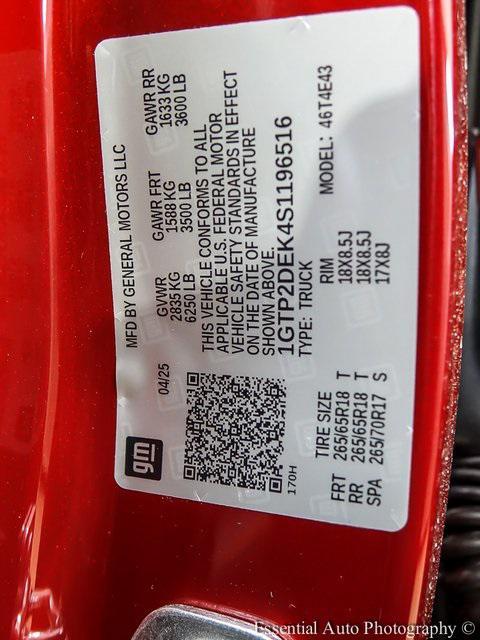 MFD BY GENERAL MOTORS LLC
04/25
GVWR GAWR FRT GAWR RR
2835 KG 1588 KG 1633 KG
6250 LB 3500 LB 3600 LB
THIS VEHICLE CONFORMS TO ALL
APPLICABLE U.S. FEDERAL MOTOR
VEHICLE SAFETY STANDARDS IN EFFECT
ON THE DATE OF MANUFACTURE
SHOWN ABOVE.
1GTP2DEK4S1196516
TYPE: TRUCK MODEL: 46T4E43
gm
170H
TIRE SIZE RIM
FRT 265/65R18 T 18X8.5J
RR 265/65R18 T 18X8.5J
SPA 265/70R17 S 17X8J
Essential Auto Photography ©